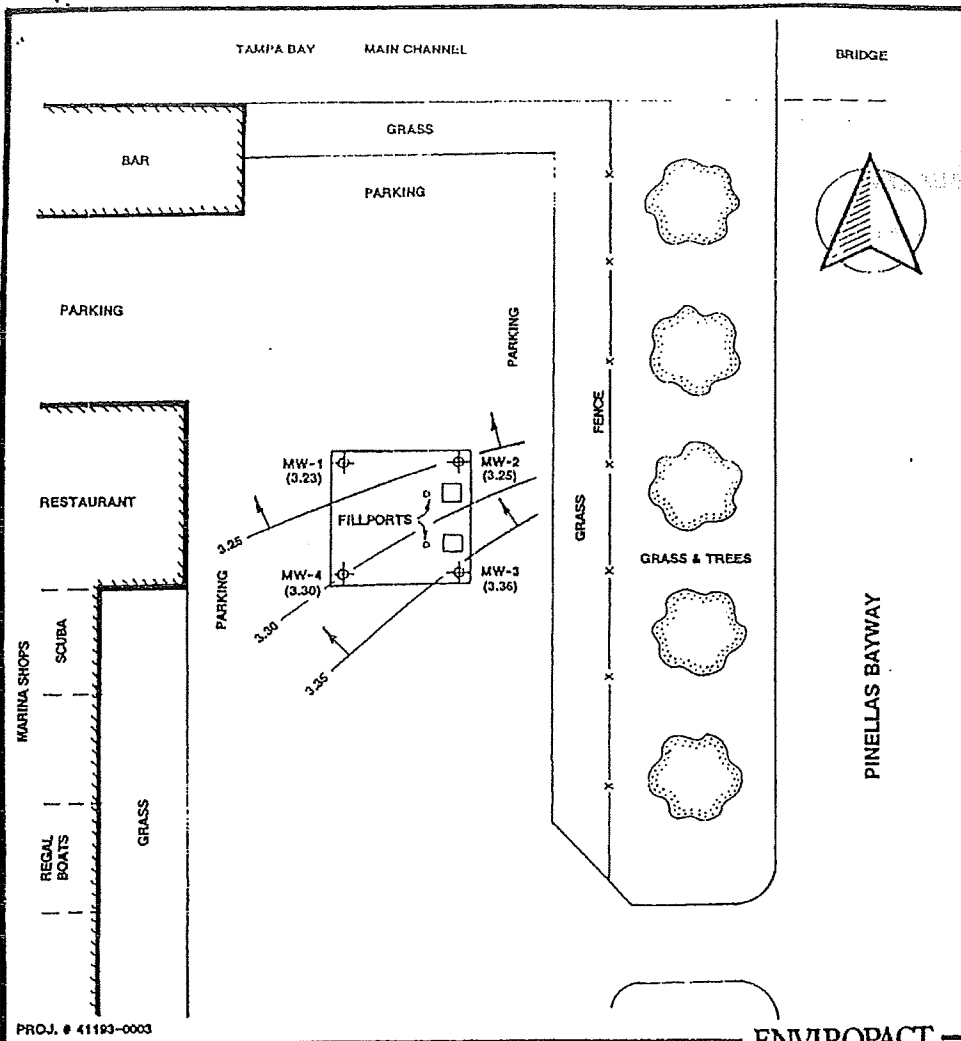 TAMPA BAY MAIN CHANNEL
BRIDGE
GRASS
BAR
PARKING
PARKING
PARKING
FENCE
MW-1
(3.23)
MW-2
(3.25)
RESTAURANT
FILLPORTS
GRASS
3.25
GRASS & TREES
MW-4
(3.30)
MW-3
(3.36)
PARKING
3.30
3.35
SCUBA
MARINA SHOPS
PINELLAS BAYWAY
GRASS
REGAL
BOATS
PROJ. # 41193-0003
ENVIROPACT